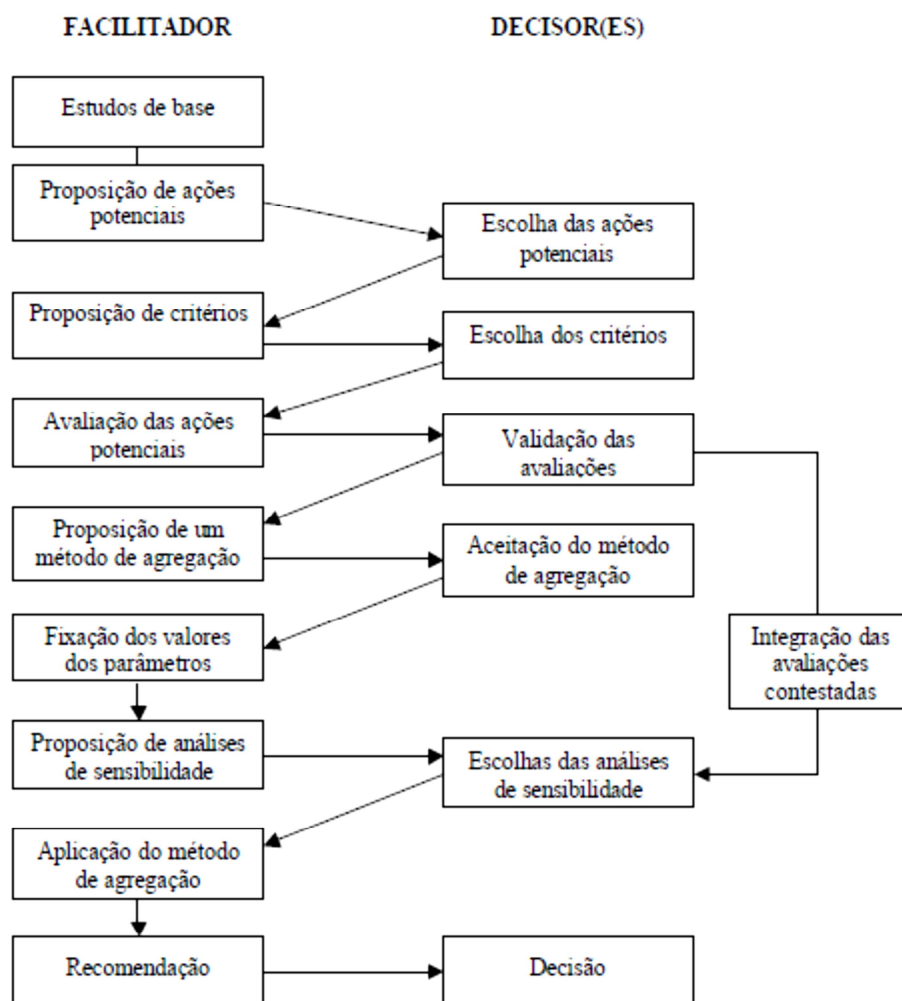 FACILITADOR
DECISOR(ES)
Estudos de base
Proposição de ações
potenciais
Escolha das ações
potenciais
Proposição de critérios
Escolha dos critérios
Avaliação das ações
potenciais
Validação das
avaliações
Proposição de um
método de agregação
Aceitação do método
de agregação
Fixação dos valores
dos parâmetros
Integração das
avaliações
contestadas
Proposição de análises
de sensibilidade
Escolhas das análises
de sensibilidade
Aplicação do método
de agregação
Recomendação
Decisão